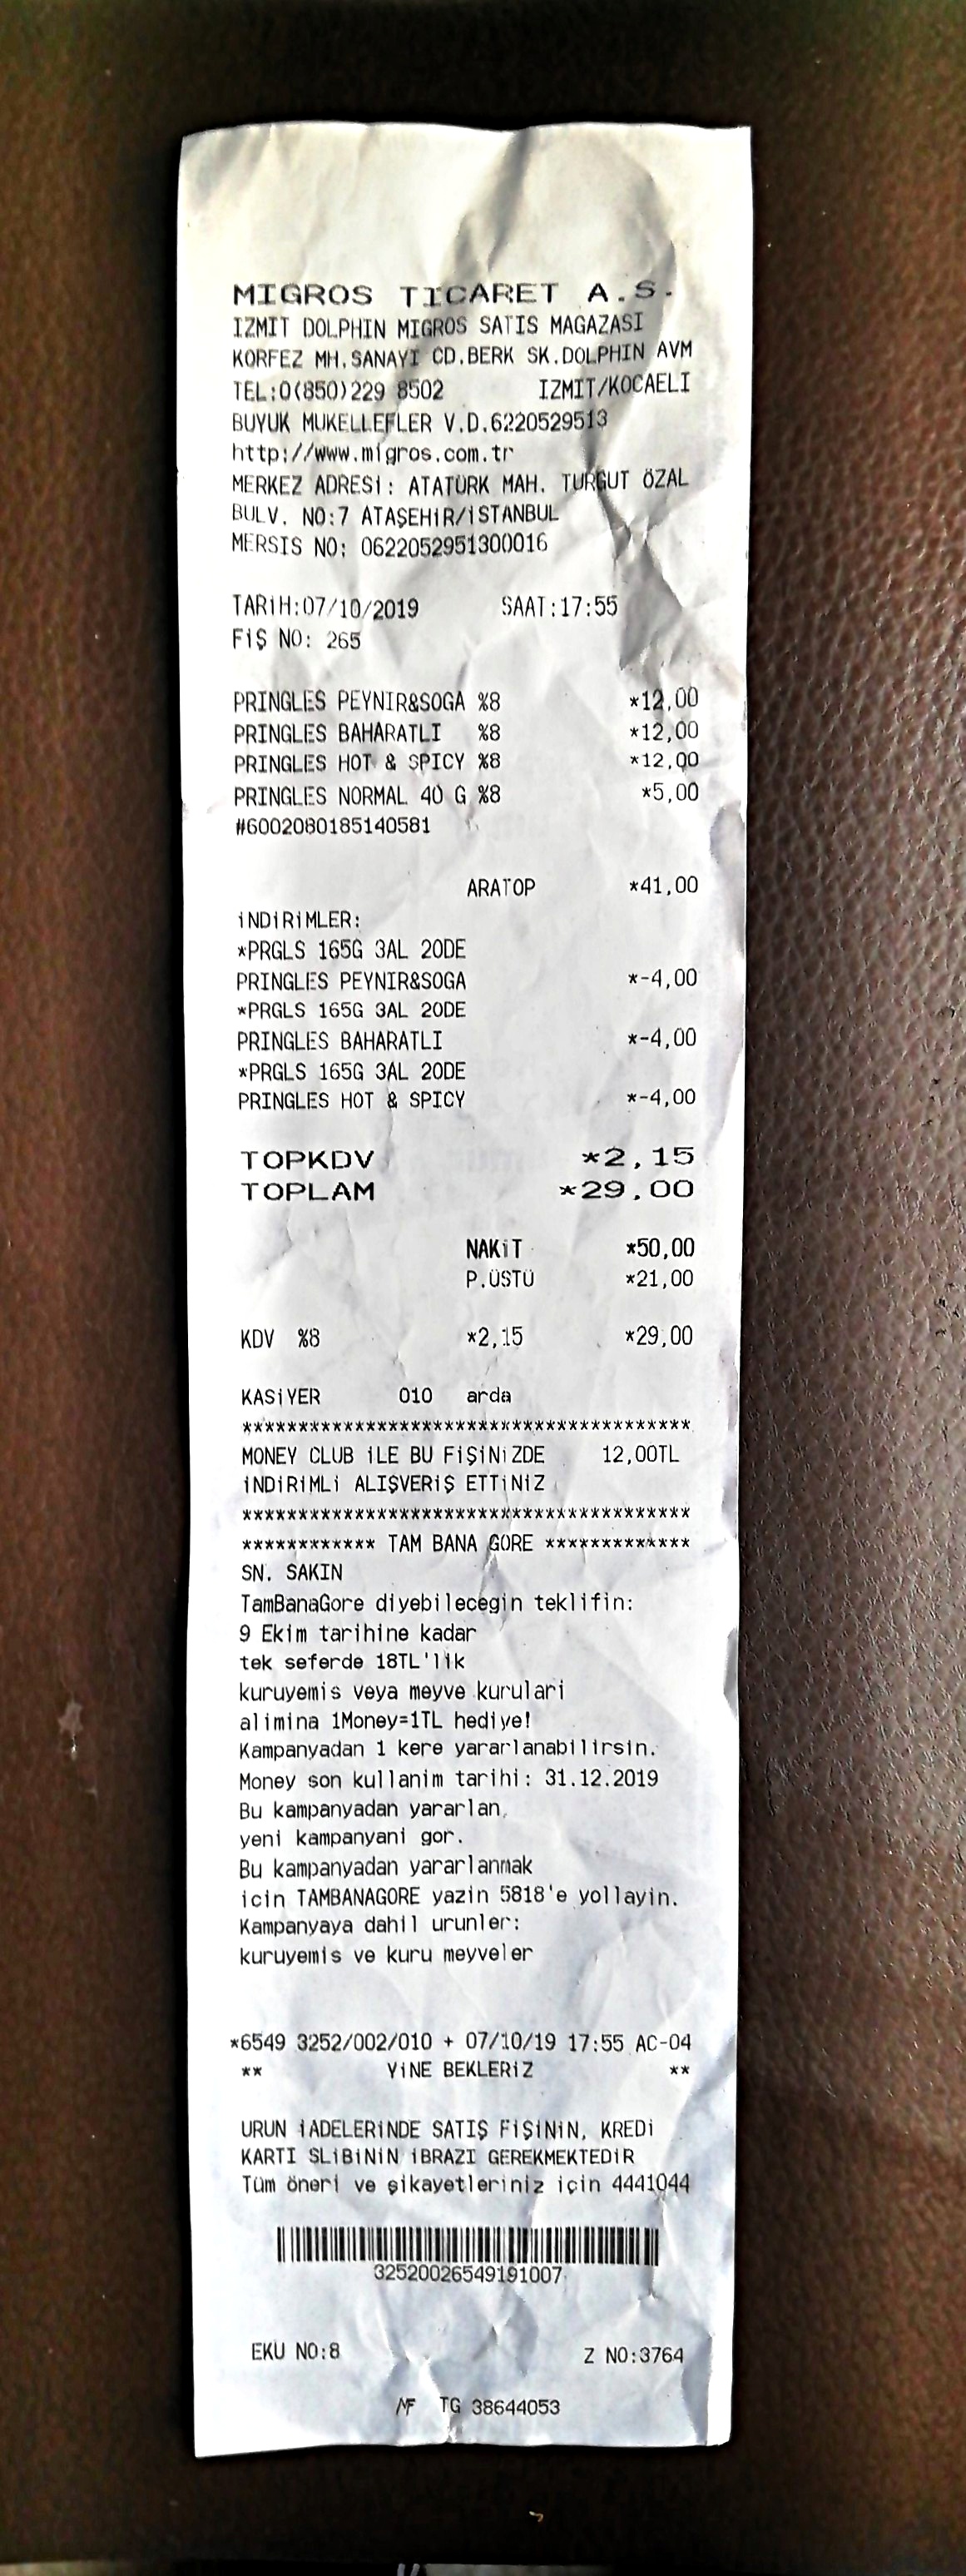 MIGROS TICARET A.S.
IZMIT DOLPHIN MIGROS SATIS MAGAZASI
KORFEZ MH.SANAYI CD.BERK SK.DOLPHIN AVM
TEL:0(850)229 8502 IZMIT/KOCAELI
BUYUK MUKELLEFLER V.D.6220529513
http://www.migros.com.tr
MERKEZ ADRESİ: ATATÜRK MAH. TURGUT ÖZAL
BULV. NO:7 ATAŞEHİR/İSTANBUL
MERSIS NO: 0622052951300016
TARİH:07/10/2019 SAAT:17:55
FİŞ NO: 265
PRINGLES PEYNIR&SOGA %8 *12,00
PRINGLES BAHARATLI %8 *12,00
PRINGLES HOT & SPICY %8 *12,00
PRINGLES NORMAL 40 G %8 *5,00
#6002080185140581
ARATOP *41,00
İNDİRİMLER:
*PRGLS 165G 3AL 20DE
PRINGLES PEYNIR&SOGA *-4,00
*PRGLS 165G 3AL 20DE
PRINGLES BAHARATLI *-4,00
*PRGLS 165G 3AL 20DE
PRINGLES HOT & SPICY *-4,00
TOPKDV *2,15
TOPLAM *29,00
NAKİT *50,00
P.ÜSTÜ *21,00
KDV %8 *2,15 *29,00
KASİYER 010 arda
****************************************
MONEY CLUB İLE BU FİŞİNİZDE 12,00TL
İNDİRİMLİ ALIŞVERİŞ ETTİNİZ
****************************************
************ TAM BANA GORE *************
SN. SAKIN
TamBanaGore diyebilecegin teklifin:
9 Ekim tarihine kadar
tek seferde 18TL'lik
kuruyemis veya meyve kurulari
alimina 1Money=1TL hediye!
Kampanyadan 1 kere yararlanabilirsin.
Money son kullanim tarihi: 31.12.2019
Bu kampanyadan yararlan,
yeni kampanyani gor.
Bu kampanyadan yararlanmak
icin TAMBANAGORE yazin 5818'e yollayin.
Kampanyaya dahil urunler:
kuruyemis ve kuru meyveler
*6549 3252/002/010 + 07/10/19 17:55 AC-04
** YİNE BEKLERİZ **
URUN İADELERİNDE SATIŞ FİŞİNİN, KREDİ
KARTI SLİBİNİN İBRAZI GEREKMEKTEDİR
Tüm öneri ve şikayetleriniz için 4441044
32520026549191007
EKU NO:8 Z NO:3764
MF TG 38644053